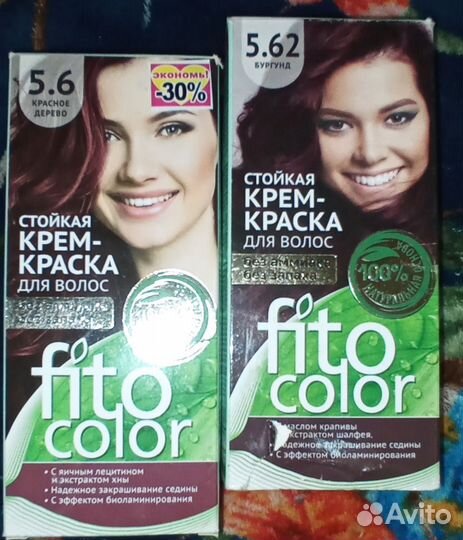 5.6
КРАСНОЕ
ДЕРЕВО
ЭКОНОМЬ!
-30%
СТОЙКАЯ
КРЕМ-
КРАСКА
ДЛЯ ВОЛОС
fito
color
• С яичным лецитином
и экстрактом хны
• Надежное закрашивание седины
• С эффектом биоламинирования
5.62
БУРГУНД
СТОЙКАЯ
КРЕМ-
КРАСКА
ДЛЯ ВОЛОС
без аммиака
без запаха
100%
НАТУРАЛЬНАЯ
fito
color
маслом крапивы
экстрактом шалфея
Надежное закрашивание седины
• С эффектом биоламинирования
Avito